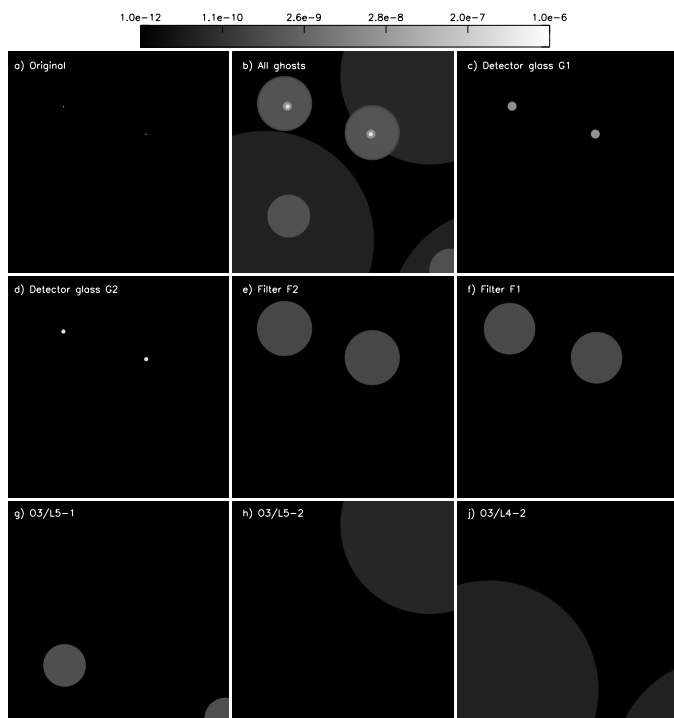 1.0e-12 1.1e-10 2.6e-9 2.8e-8 2.0e-7 1.0e-6
a) Original
b) All ghosts
c) Detector glass G1
d) Detector glass G2
e) Filter F2
f) Filter F1
g) O3/L5-1
h) O3/L5-2
j) O3/L4-2